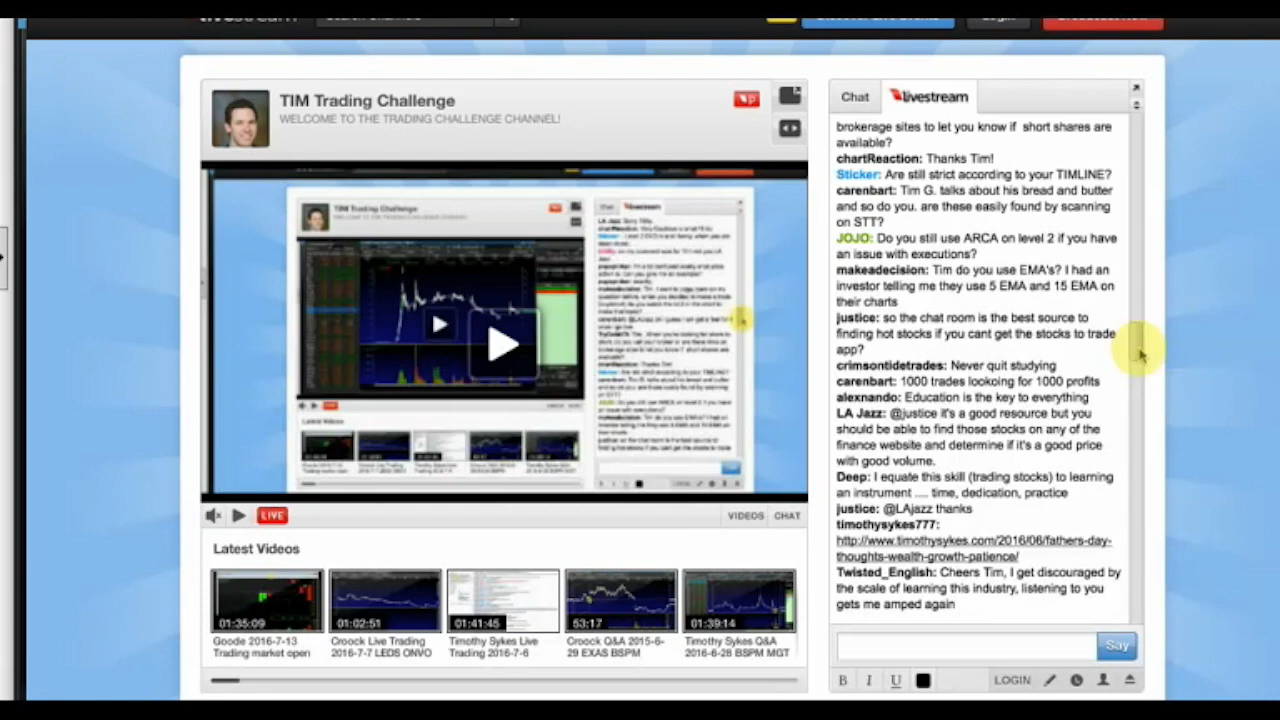 TIM Trading Challenge
WELCOME TO THE TRADING CHALLENGE CHANNEL!
TIM Trading Challenge
LIVE
VIDEOS CHAT
Latest Videos
01:35:09
Goode 2016-7-13
Trading market open
01:02:51
Croock Live Trading
2016-7-7 LEDS ONVO
01:41:45
Timothy Sykes Live
Trading 2016-7-6
53:17
Croock Q&A 2015-6-
29 EXAS BSPM
01:39:14
Timothy Sykes Q&A
2016-6-28 BSPM MGT
Chat livestream
brokerage sites to let you know if short shares are
available?
chartReaction: Thanks Tim!
Sticker: Are still strict according to your TIMLINE?
carenbart: Tim G. talks about his bread and butter
and so do you. are these easily found by scanning
on STT?
JOJO: Do you still use ARCA on level 2 if you have
an issue with executions?
makeadecision: Tim do you use EMA's? I had an
investor telling me they use 5 EMA and 15 EMA on
their charts
justice: so the chat room is the best source to
finding hot stocks if you cant get the stocks to trade
app?
crimsontidetrades: Never quit studying
carenbart: 1000 trades lookoing for 1000 profits
alexnando: Education is the key to everything
LA Jazz: @justice it's a good resource but you
should be able to find those stocks on any of the
finance website and determine if it's a good price
with good volume.
Deep: I equate this skill (trading stocks) to learning
an instrument .... time, dedication, practice
justice: @LAjazz thanks
timothysykes777:
http://www.timothysykes.com/2016/06/fathers-day-
thoughts-wealth-growth-patience/
Twisted_English: Cheers Tim, I get discouraged by
the scale of learning this industry, listening to you
gets me amped again
Say
B I U LOGIN